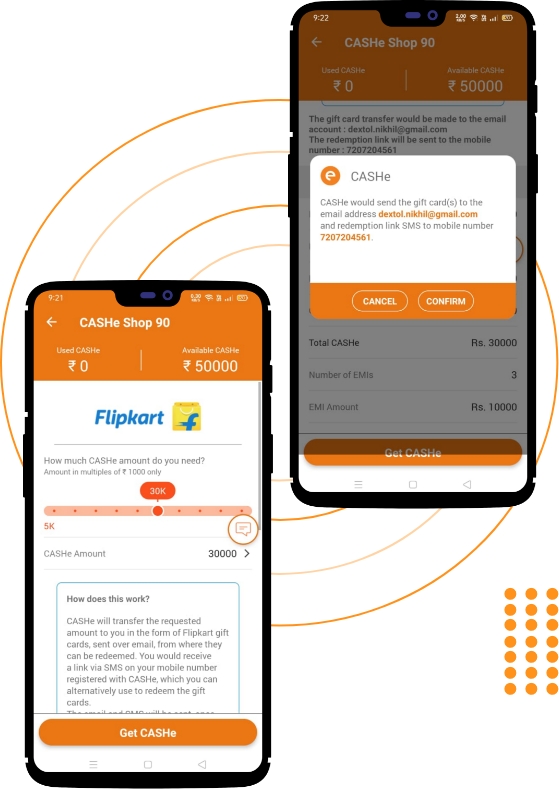 9:22
2.00 KB/S
CASHe Shop 90
Used CASHe
Available CASHe
₹ 0
₹ 50000
The gift card transfer would be made to the email
account : dextol.nikhil@gmail.com
The redemption link will be sent to the mobile
number : 7207204561
CASHe
CASHe would send the gift card(s) to the
email address dextol.nikhil@gmail.com
and redemption link SMS to mobile number
7207204561.
CANCEL
CONFIRM
Total CASHe
Rs. 30000
Number of EMIs
3
EMI Amount
Rs. 10000
Get CASHe
9:21
CASHe Shop 90
Used CASHe
Available CASHe
₹ 0
₹ 50000
Flipkart
How much CASHe amount do you need?
Amount in multiples of ₹ 1000 only
30K
5K
CASHe Amount
30000
How does this work?
CASHe will transfer the requested
amount to you in the form of Flipkart gift
cards, sent over email, from where they
can be redeemed. You would receive
a link via SMS on your mobile number
registered with CASHe, which you can
alternatively use to redeem the gift
cards.
The email and SMS will be sent, once
Get CASHe